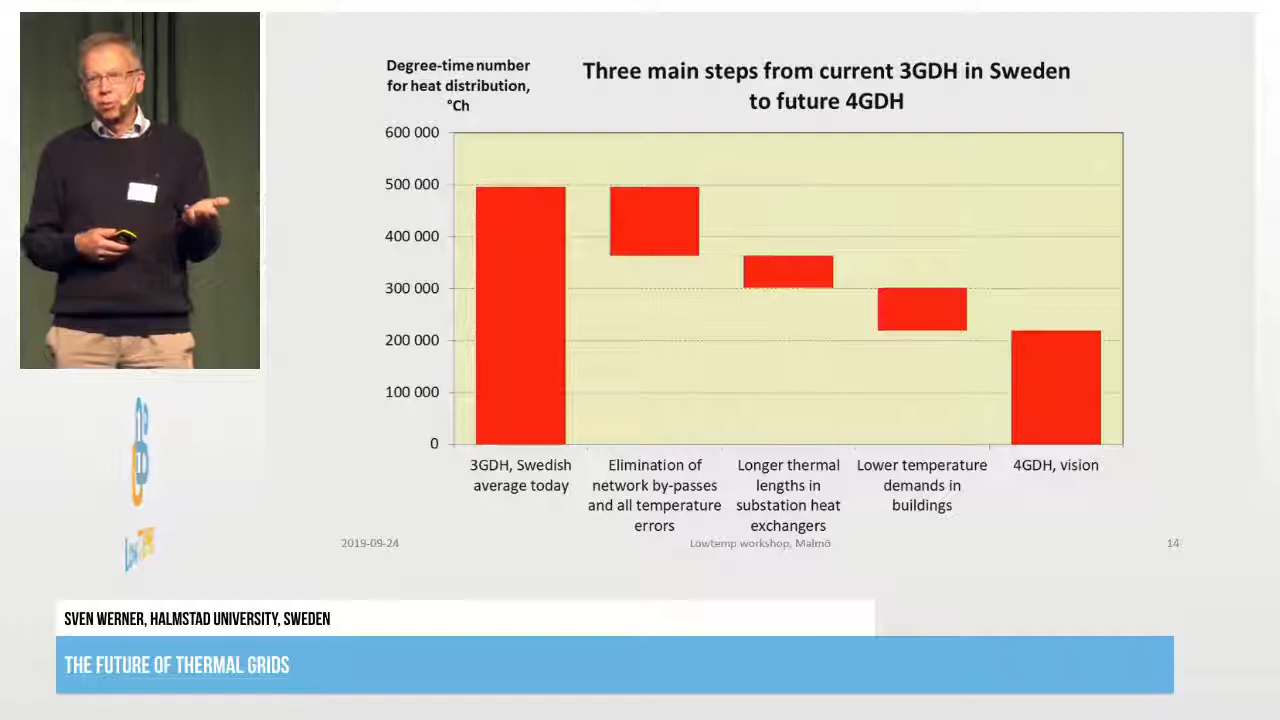 Degree-time number
for heat distribution,
°Ch
Three main steps from current 3GDH in Sweden
to future 4GDH
600 000
500 000
400 000
300 000
200 000
100 000
0
3GDH, Swedish
average today
Elimination of
network by-passes
and all temperature
errors
Longer thermal
lengths in
substation heat
exchangers
Lower temperature
demands in
buildings
4GDH, vision
2019-09-24
Lowtemp workshop, Malmö
14
SVEN WERNER, HALMSTAD UNIVERSITY, SWEDEN
THE FUTURE OF THERMAL GRIDS